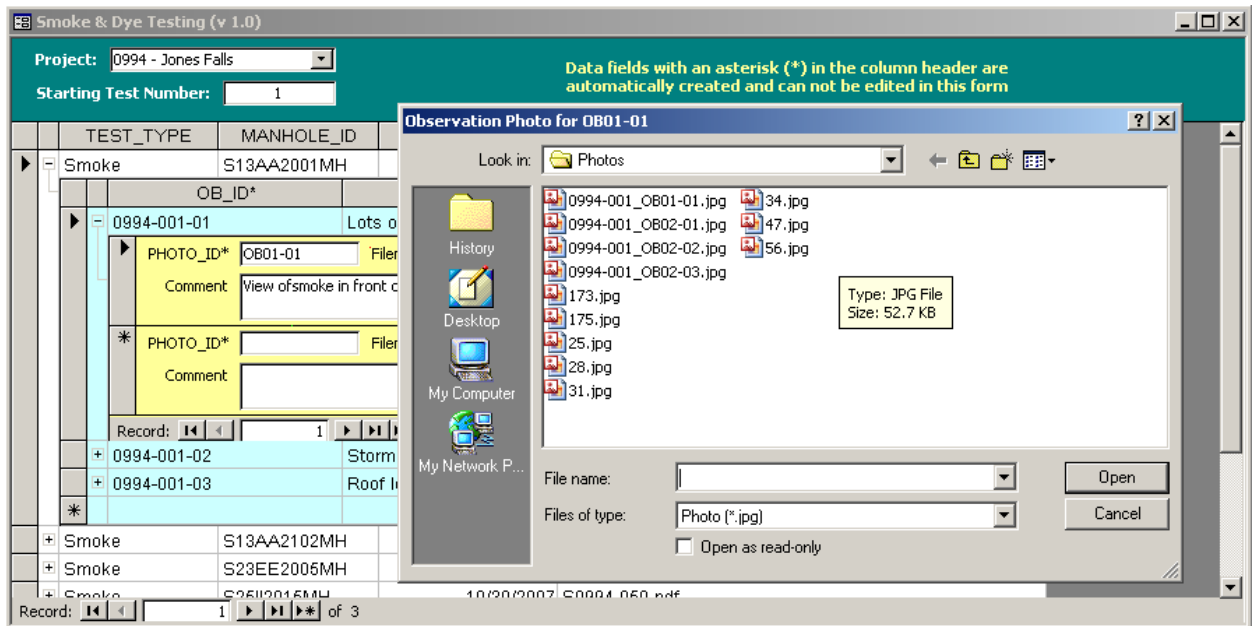 Smoke & Dye Testing (v 1.0)
Project: 0994 - Jones Falls
Starting Test Number: 1
Data fields with an asterisk (*) in the column header are
automatically created and can not be edited in this form
TEST_TYPE MANHOLE_ID
Smoke S13AA2001MH
OB_ID*
0994-001-01 Lots o
PHOTO_ID* OB01-01 Filer
Comment View ofsmoke in front o
PHOTO_ID* Filer
Comment
Record: 1
0994-001-02 Storm
0994-001-03 Roof l
Smoke S13AA2102MH
Smoke S23EE2005MH
Smoke S25II2015MH 10/30/2007 S0994-050.pdf
Record: 1 of 3
Observation Photo for OB01-01
Look in: Photos
History
Desktop
My Computer
My Network P...
0994-001_OB01-01.jpg 34.jpg
0994-001_OB02-01.jpg 47.jpg
0994-001_OB02-02.jpg 56.jpg
0994-001_OB02-03.jpg
173.jpg
175.jpg
25.jpg
28.jpg
31.jpg
Type: JPG File
Size: 52.7 KB
File name: Open
Files of type: Photo (*.jpg) Cancel
Open as read-only